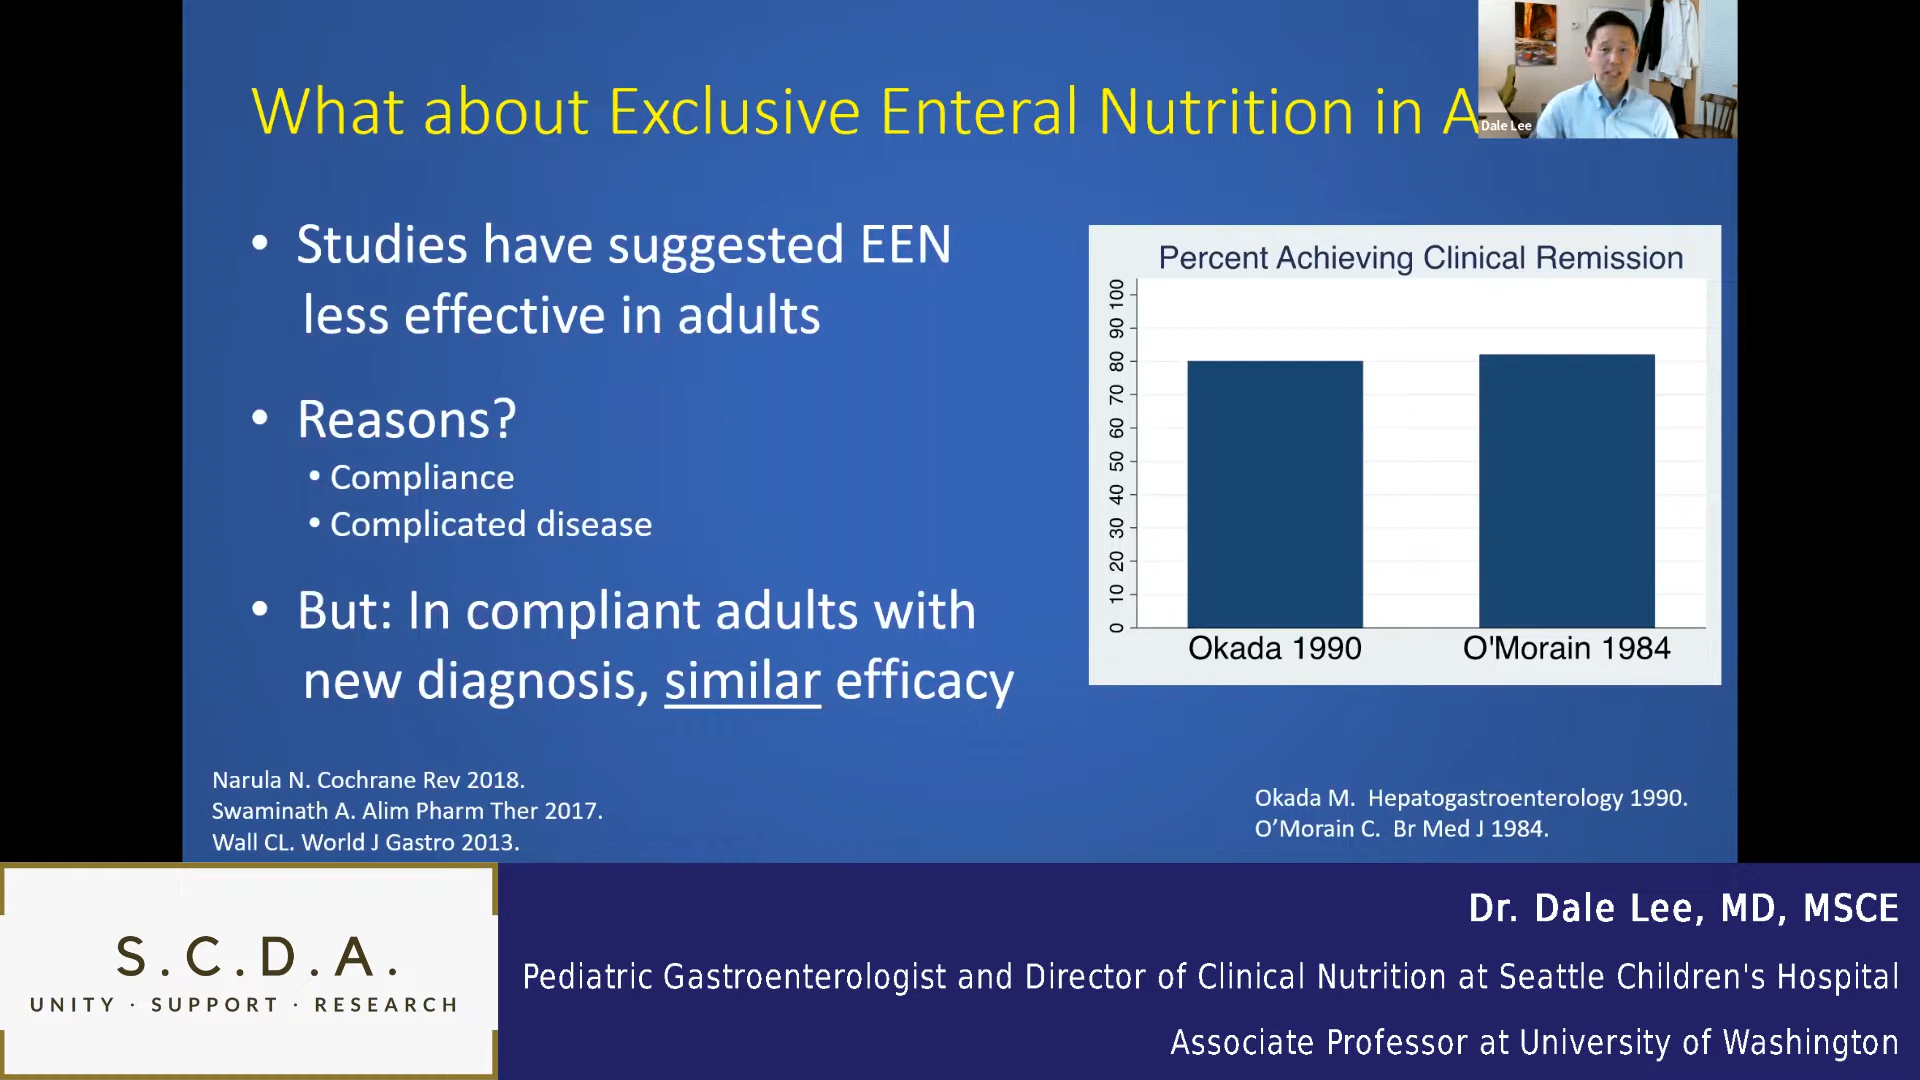 What about Exclusive Enteral Nutrition in A
Dale Lee
• Studies have suggested EEN
less effective in adults
• Reasons?
• Compliance
• Complicated disease
• But: In compliant adults with
new diagnosis, similar efficacy
Percent Achieving Clinical Remission
100
90
80
70
60
50
40
30
20
10
0
Okada 1990
O'Morain 1984
Narula N. Cochrane Rev 2018.
Swaminath A. Alim Pharm Ther 2017.
Wall CL. World J Gastro 2013.
Okada M. Hepatogastroenterology 1990.
O’Morain C. Br Med J 1984.
S.C.D.A.
UNITY · SUPPORT · RESEARCH
Dr. Dale Lee, MD, MSCE
Pediatric Gastroenterologist and Director of Clinical Nutrition at Seattle Children's Hospital
Associate Professor at University of Washington